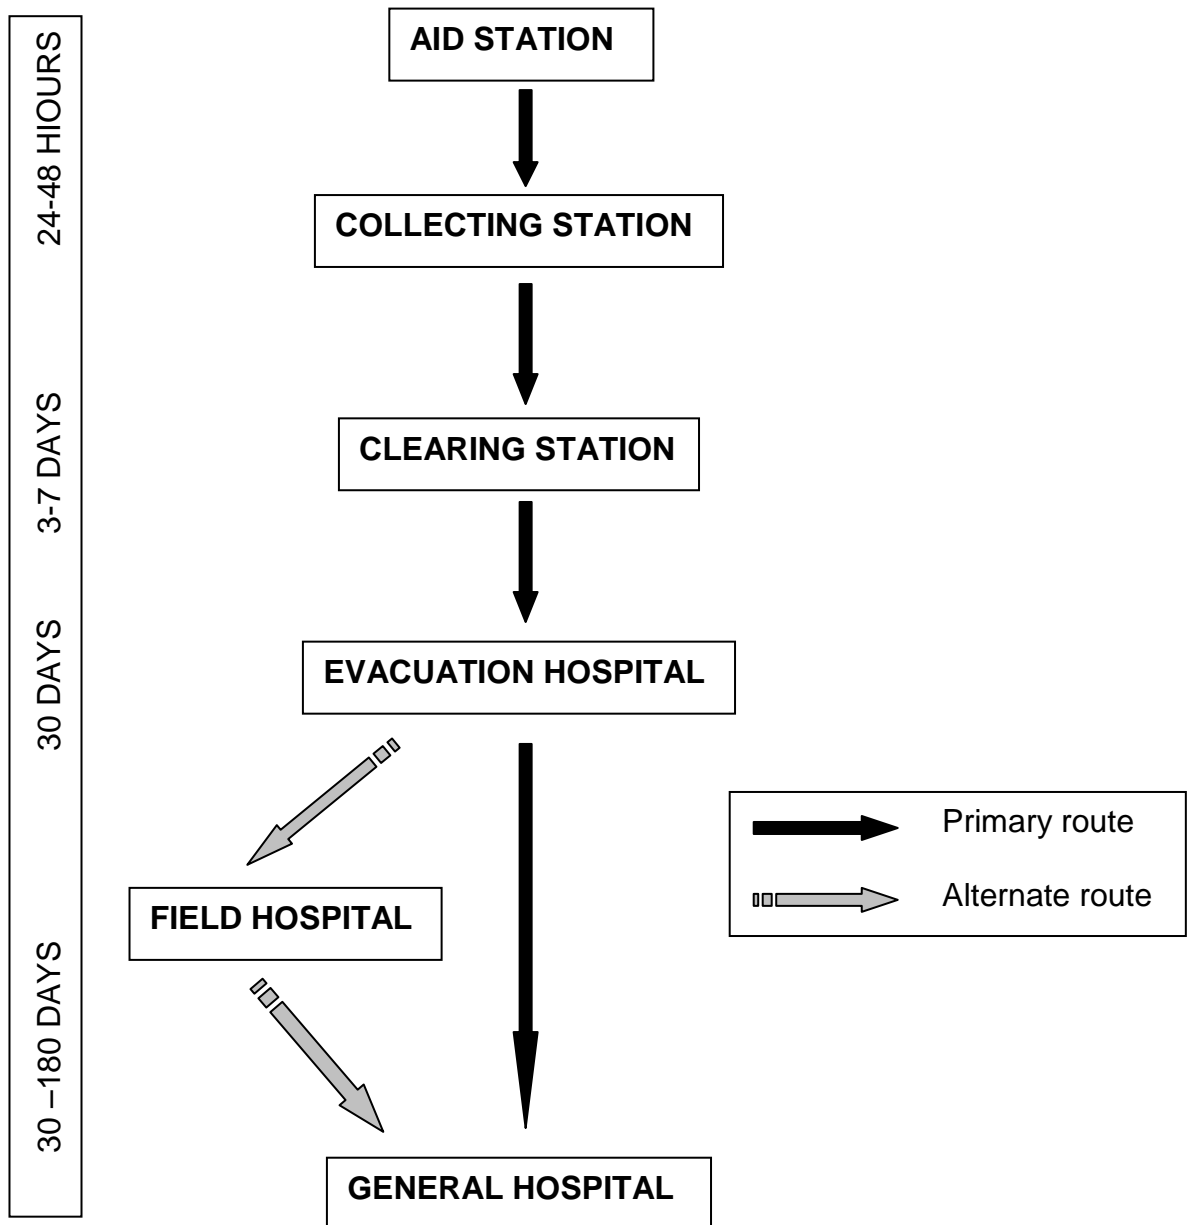 AID STATION
24-48 HIOURS
COLLECTING STATION
CLEARING STATION
3-7 DAYS
EVACUATION HOSPITAL
30 DAYS
Primary route
Alternate route
FIELD HOSPITAL
30 –180 DAYS
GENERAL HOSPITAL